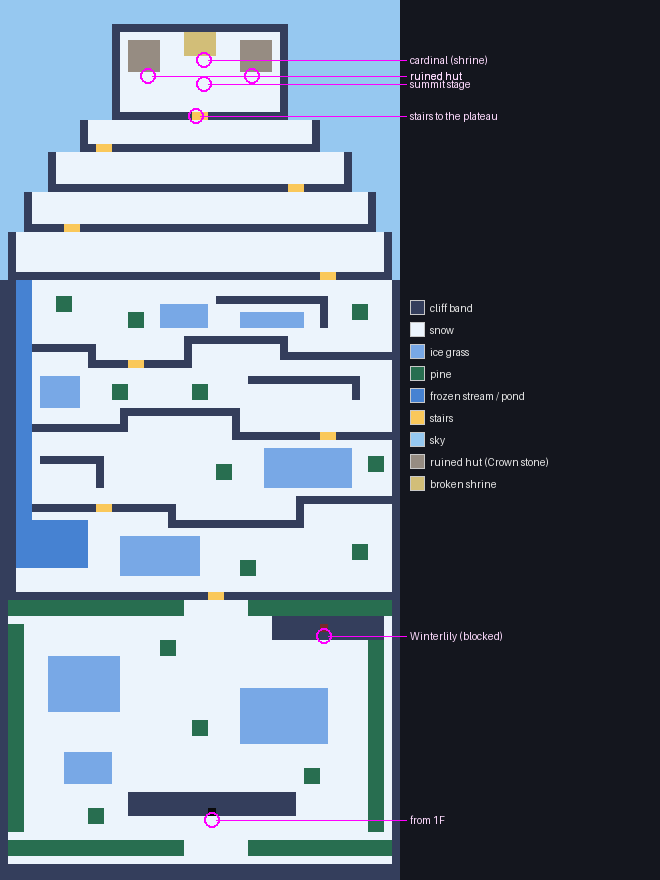 cardinal (shrine)
ruined hut
summit stage
stairs to the plateau
cliff band
snow
ice grass
pine
frozen stream / pond
stairs
sky
ruined hut (Crown stone)
broken shrine
Winterlily (blocked)
from 1F